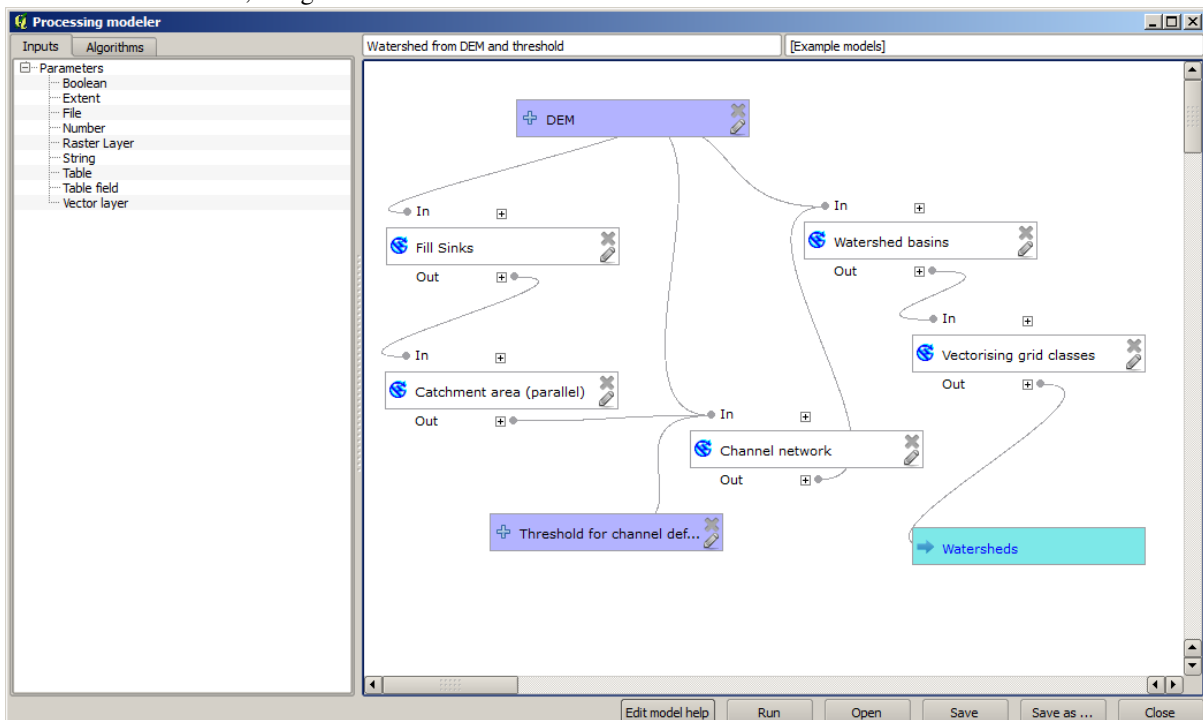 Processing modeler
Inputs
Algorithms
Watershed from DEM and threshold
[Example models]
Parameters
Boolean
Extent
File
Number
Raster Layer
String
Table
Table field
Vector layer
DEM
In
Fill Sinks
Out
In
Watershed basins
Out
In
Vectorising grid classes
Out
In
Catchment area (parallel)
Out
In
Channel network
Out
Threshold for channel def...
Watersheds
Edit model help
Run
Open
Save
Save as ...
Close